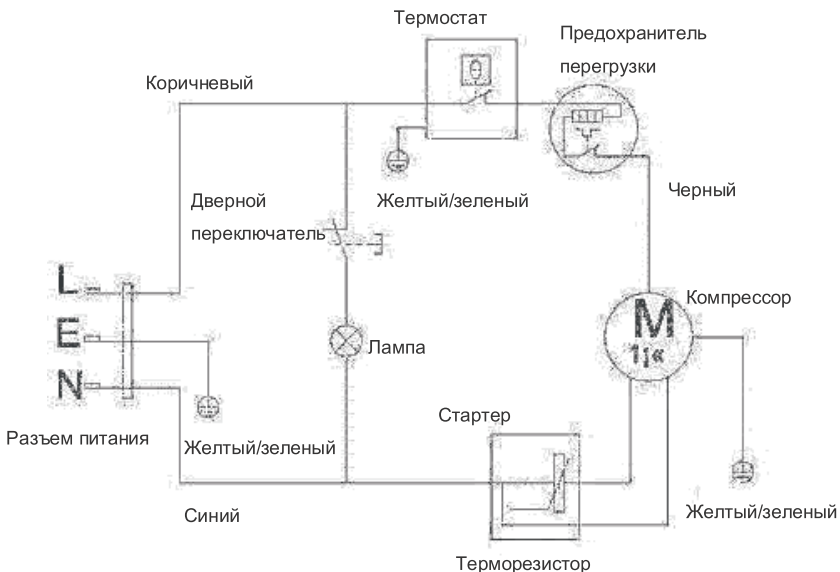 Термостат
Предохранитель
перегрузки
Коричневый
Дверной
переключатель
Желтый/зеленый
Черный
L
E
N
Компрессор
M
Лампа
Стартер
Разъем питания
Желтый/зеленый
Синий
Желтый/зеленый
Терморезистор